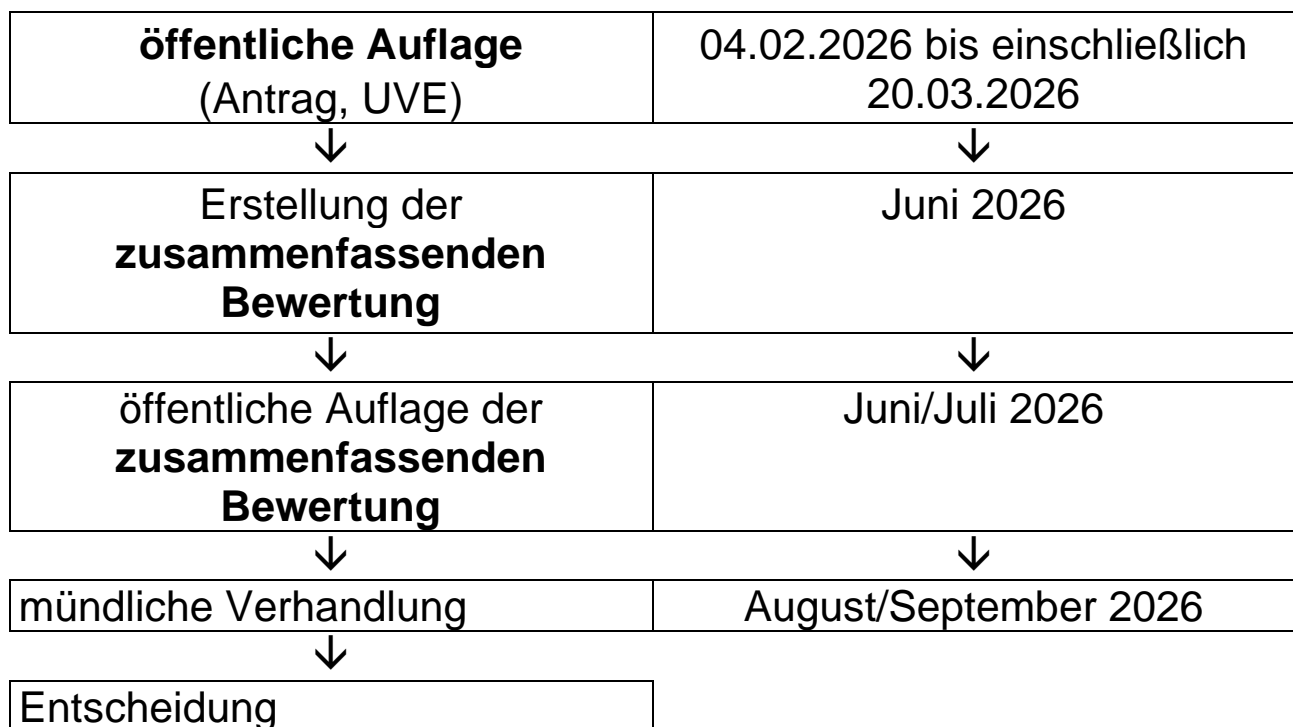 öffentliche Auflage
(Antrag, UVE)
04.02.2026 bis einschließlich
20.03.2026
Erstellung der
zusammenfassenden
Bewertung
Juni 2026
öffentliche Auflage der
zusammenfassenden
Bewertung
Juni/Juli 2026
mündliche Verhandlung
August/September 2026
Entscheidung